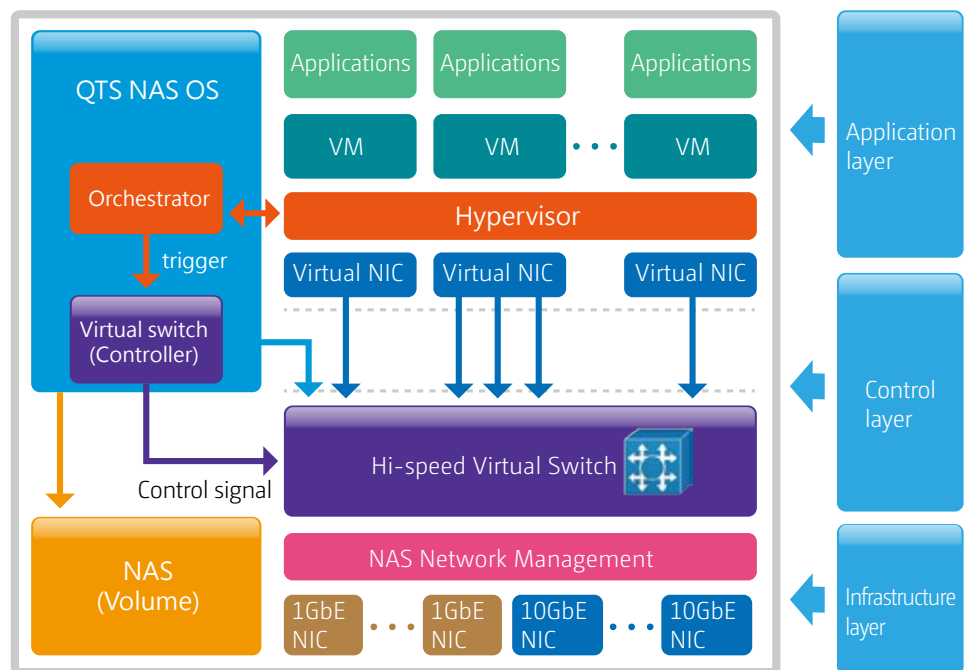 QTS NAS OS
Applications
Applications
Applications
VM
VM
VM
Orchestrator
Hypervisor
trigger
Virtual NIC
Virtual NIC
Virtual NIC
Virtual switch
(Controller)
Hi-speed Virtual Switch
Control signal
NAS
(Volume)
NAS Network Management
1GbE
NIC
1GbE
NIC
10GbE
NIC
10GbE
NIC
Application
layer
Control
layer
Infrastructure
layer